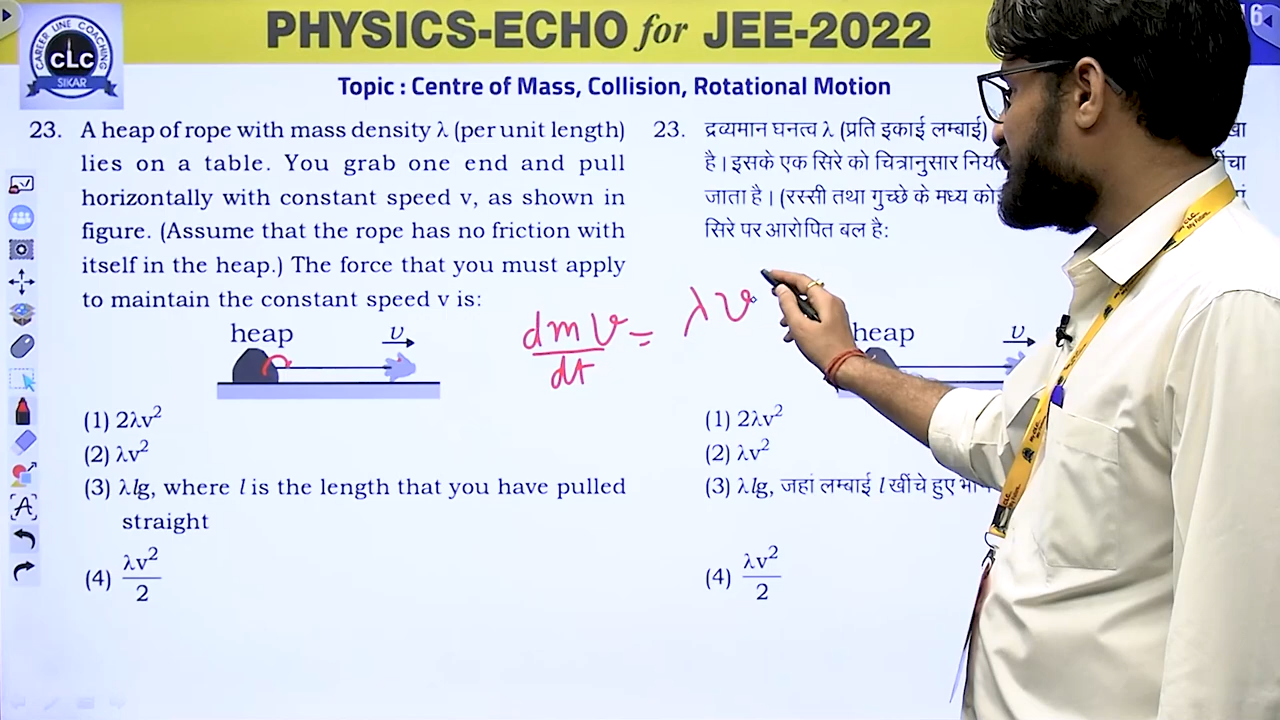 PHYSICS-ECHO for JEE-2022
CAREER LINE COACHING
CLC
SIKAR
6
Topic : Centre of Mass, Collision, Rotational Motion
23. A heap of rope with mass density λ (per unit length)
lies on a table. You grab one end and pull
horizontally with constant speed v, as shown in
figure. (Assume that the rope has no friction with
itself in the heap.) The force that you must apply
to maintain the constant speed v is:
heap
υ
dm v = λ v
dt
(1) 2λv²
(2) λv²
(3) λlg, where l is the length that you have pulled
straight
(4) λv²
2
23. द्रव्यमान घनत्व λ (प्रति इकाई लम्बाई)
है। इसके एक सिरे को चित्रानुसार
जाता है। (रस्सी तथा गुच्छे के मध्य
सिरे पर आरोपित बल है:
heap
υ
(1) 2λv²
(2) λv²
(3) λlg, जहां लम्बाई l खींचे हुए
(4) λv²
2